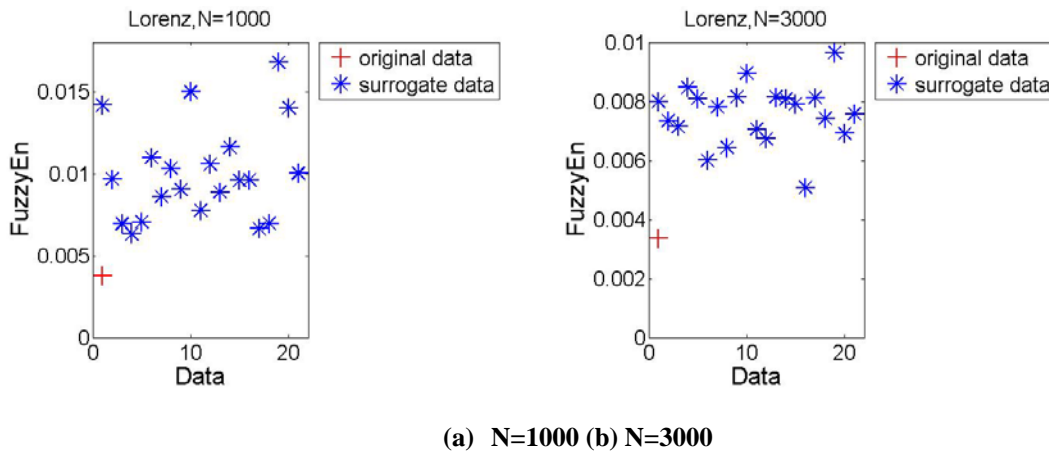 Lorenz,N=1000
original data
surrogate data
0.015
0.01
0.005
0
0 10 20
FuzzyEn
Data
Lorenz,N=3000
original data
surrogate data
0.01
0.008
0.006
0.004
0.002
0
0 10 20
FuzzyEn
Data
(a) N=1000 (b) N=3000